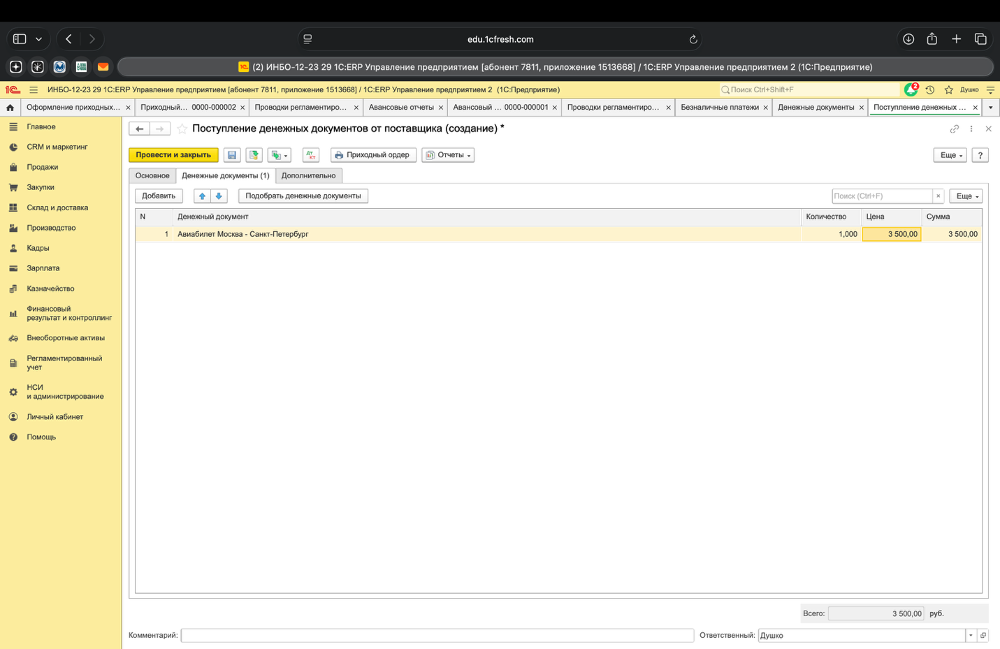 edu.1cfresh.com
(2) ИНБО-12-23 29 1С:ERP Управление предприятием [абонент 7811, приложение 1513668] / 1С:ERP Управление предприятием 2 (1С:Предприятие)
ИНБО-12-23 29 1С:ERP Управление предприятием [абонент 7811, приложение 1513668] / 1С:ERP Управление предприятием 2 (1С:Предприятие)
Поиск Ctrl+Shift+F
2
Душко
Оформление приходных... ×
Приходный... 0000-000002 ×
Проводки регламентиро... ×
Авансовые отчеты ×
Авансовый ... 0000-000001 ×
Проводки регламентиро... ×
Безналичные платежи ×
Денежные документы ×
Поступление денежных ... ×
Главное
CRM и маркетинг
Продажи
Закупки
Склад и доставка
Производство
Кадры
Зарплата
Казначейство
Финансовый
результат и контроллинг
Внеоборотные активы
Регламентированный
учет
НСИ
и администрирование
Личный кабинет
Помощь
Поступление денежных документов от поставщика (создание) *
Провести и закрыть
Дт
Кт
Приходный ордер
Отчеты
Еще
?
Основное
Денежные документы (1)
Дополнительно
Добавить
Подобрать денежные документы
Поиск (Ctrl+F)
×
Еще
N Денежный документ Количество Цена Сумма
1 Авиабилет Москва - Санкт-Петербург 1,000 3 500,00 3 500,00
Всего: 3 500,00 руб.
Комментарий:
Ответственный: Душко